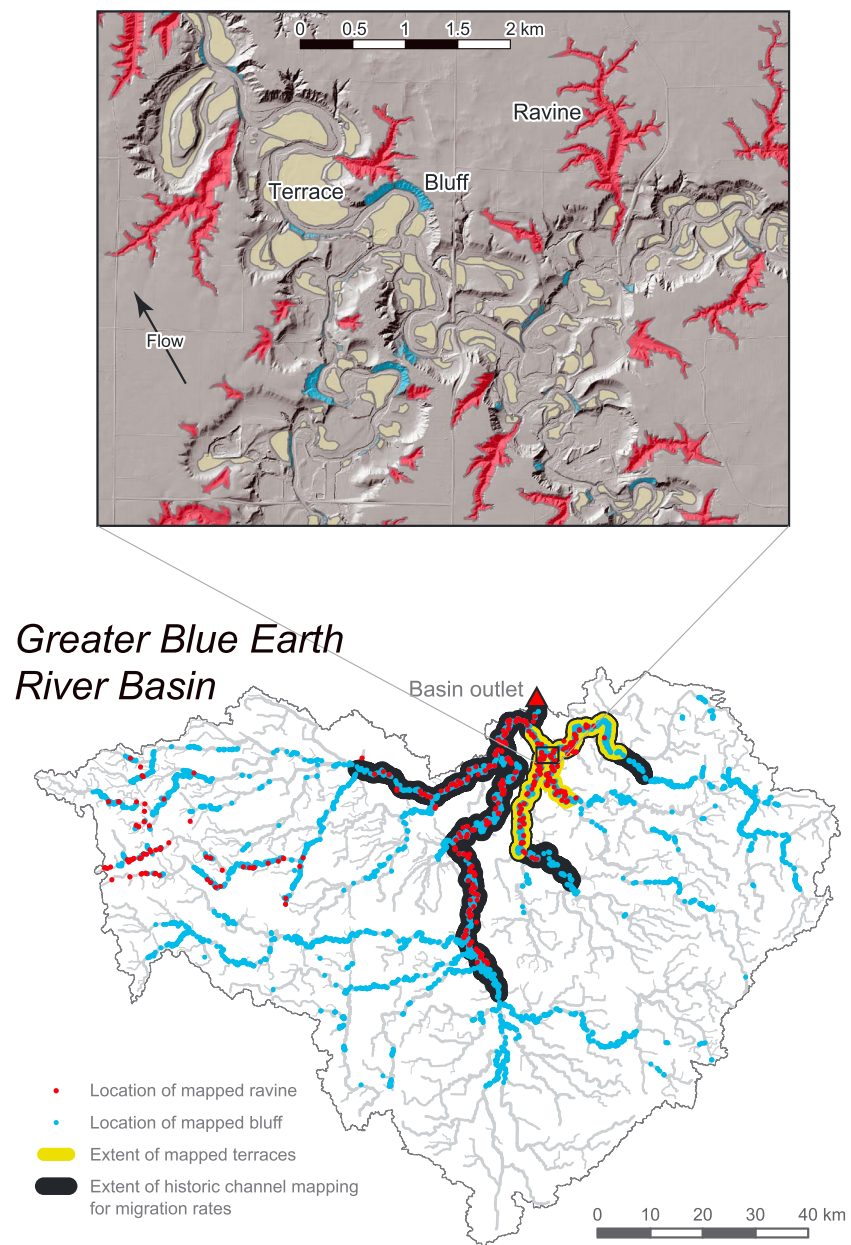 0 0.5 1 1.5 2 km
Ravine
Bluff
Terrace
Flow
Greater Blue Earth
River Basin
Basin outlet
Location of mapped ravine
Location of mapped bluff
Extent of mapped terraces
Extent of historic channel mapping
for migration rates
0 10 20 30 40 km